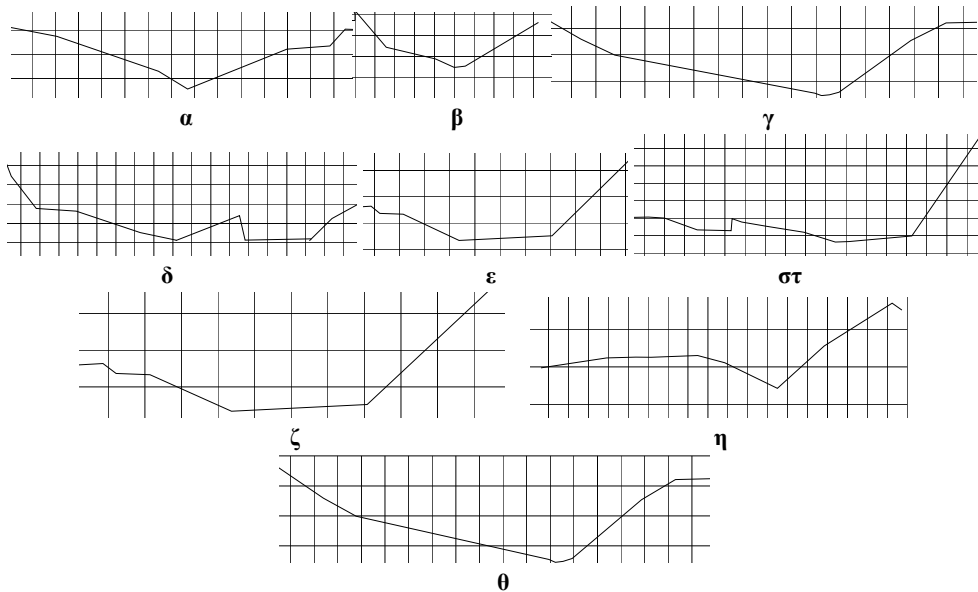 α β γ
δ ε στ
ζ η
θ